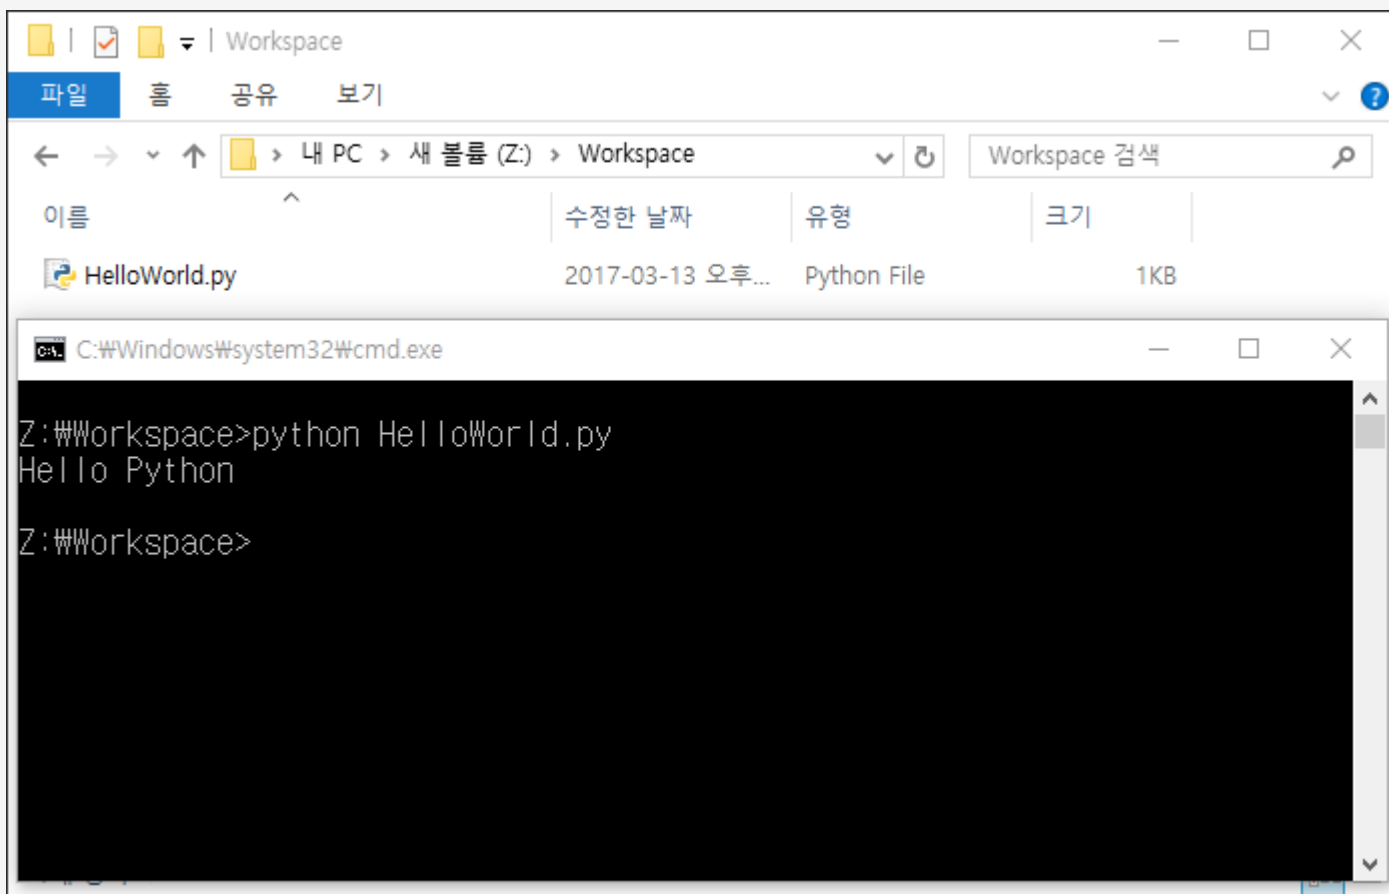 Workspace
파일 홈 공유 보기
내 PC 새 볼륨 (Z:) Workspace Workspace 검색
이름 수정한 날짜 유형 크기
HelloWorld.py 2017-03-13 오후... Python File 1KB
C:₩Windows₩system32₩cmd.exe
Z:₩Workspace>python HelloWorld.py
Hello Python
Z:₩Workspace>